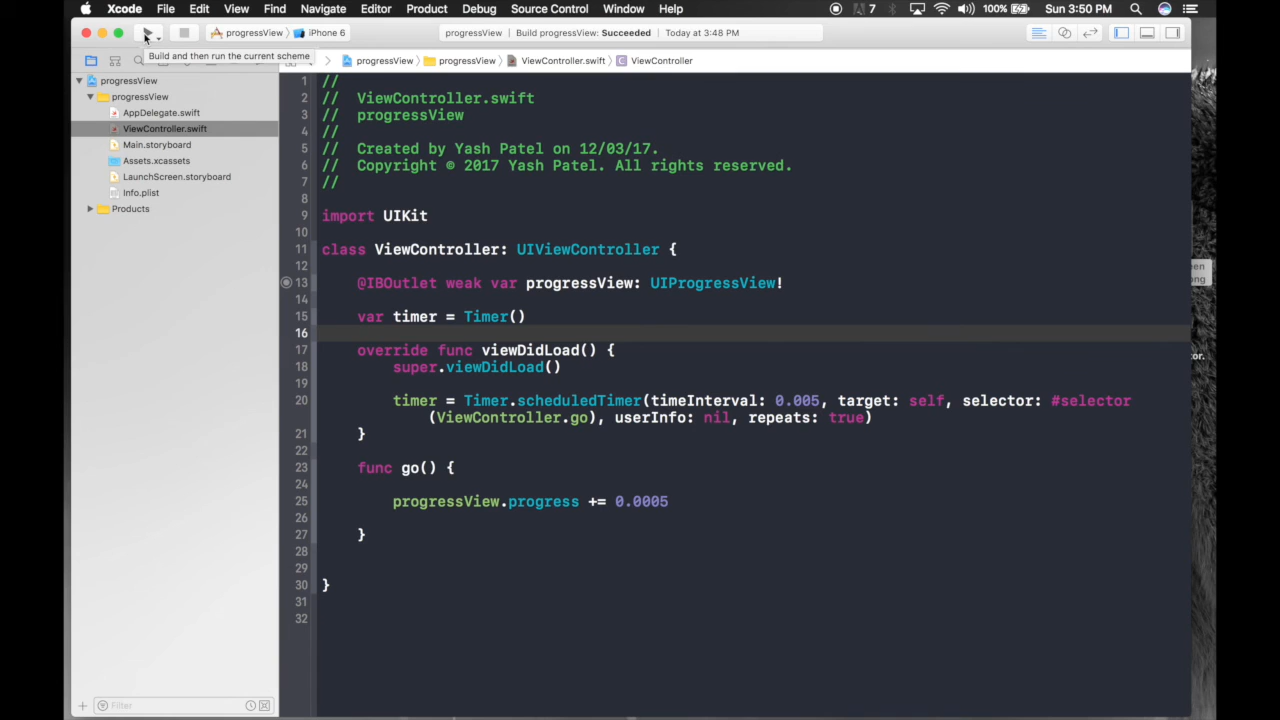 Xcode File Edit View Find Navigate Editor Product Debug Source Control Window Help 7 100% Sun 3:50 PM
progressView iPhone 6 progressView Build progressView: Succeeded Today at 3:48 PM
Build and then run the current scheme
progressView progressView ViewController.swift C ViewController
progressView
progressView
AppDelegate.swift
ViewController.swift
Main.storyboard
Assets.xcassets
LaunchScreen.storyboard
Info.plist
Products
Filter
1 //
2 // ViewController.swift
3 // progressView
4 //
5 // Created by Yash Patel on 12/03/17.
6 // Copyright © 2017 Yash Patel. All rights reserved.
7 //
8
9 import UIKit
10
11 class ViewController: UIViewController {
12
13 @IBOutlet weak var progressView: UIProgressView!
14
15 var timer = Timer()
16
17 override func viewDidLoad() {
18 super.viewDidLoad()
19
20 timer = Timer.scheduledTimer(timeInterval: 0.005, target: self, selector: #selector
(ViewController.go), userInfo: nil, repeats: true)
21 }
22
23 func go() {
24
25 progressView.progress += 0.0005
26
27 }
28
29
30 }
31
32